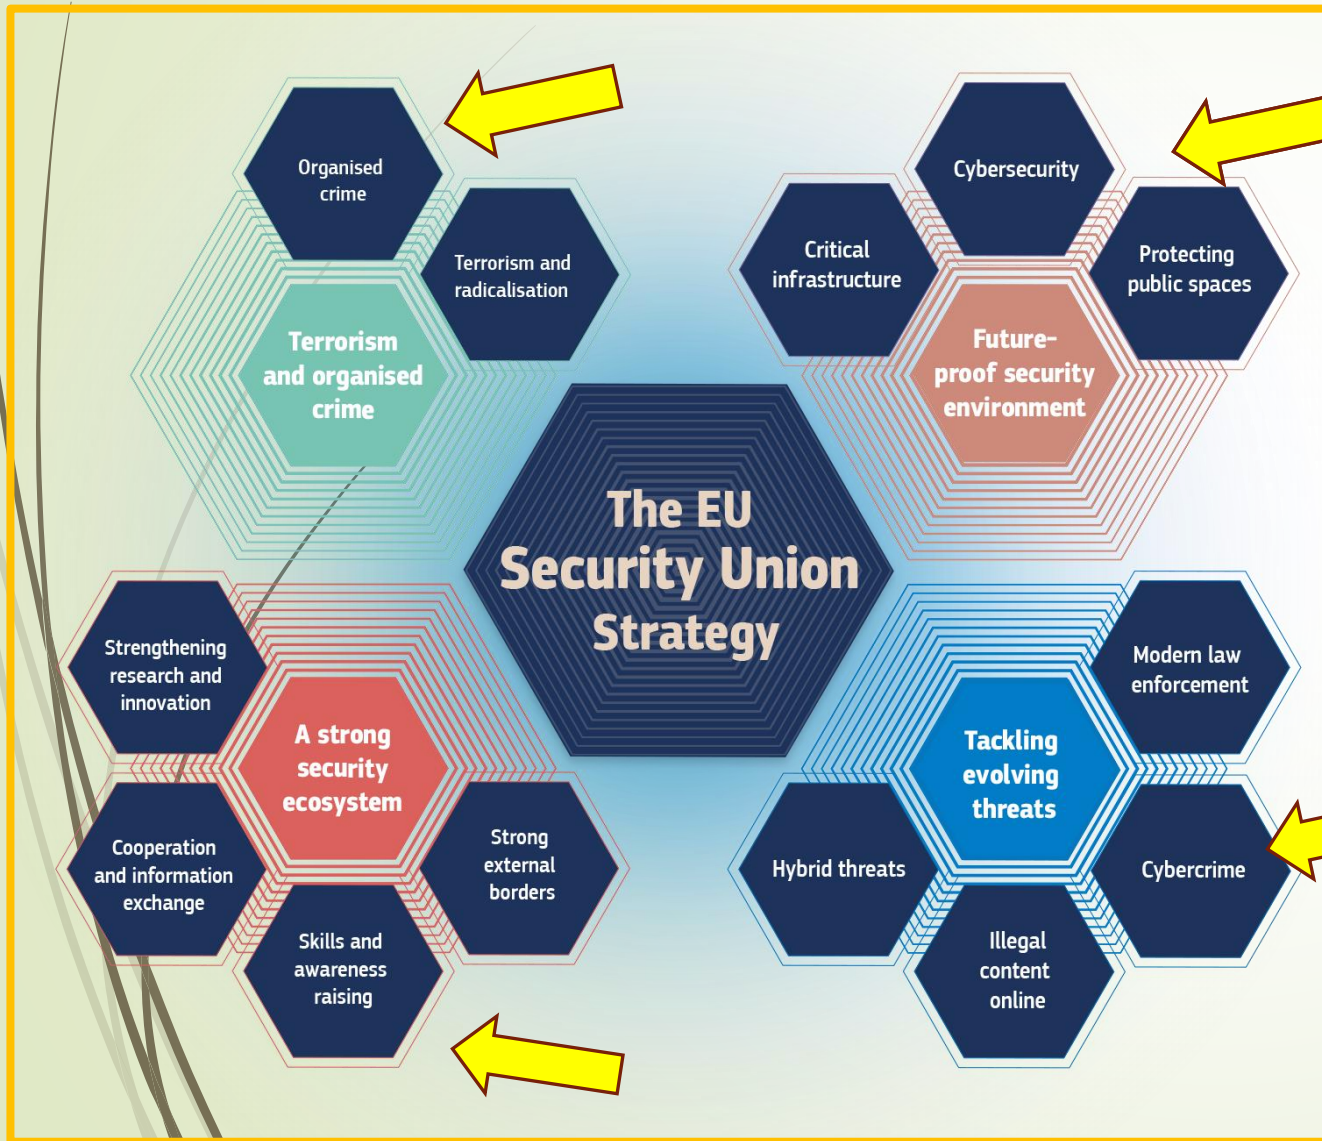 Organised
crime
Terrorism and
radicalisation
Terrorism
and organised
crime
Cybersecurity
Critical
infrastructure
Protecting
public spaces
Future-
proof security
environment
The EU
Security Union
Strategy
Strengthening
research and
innovation
A strong
security
ecosystem
Cooperation
and information
exchange
Strong
external
borders
Skills and
awareness
raising
Modern law
enforcement
Tackling
evolving
threats
Hybrid threats
Cybercrime
Illegal
content
online